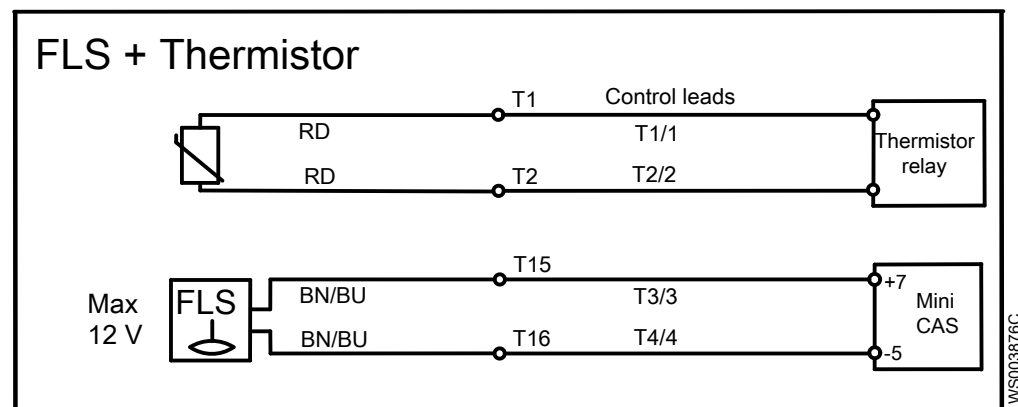 FLS + Thermistor
T1 Control leads
RD T1/1
Thermistor
relay
RD T2 T2/2
T15
Max
12 V
FLS
BN/BU T3/3
+7
Mini
CAS
BN/BU T16 T4/4
-5
WS003876C